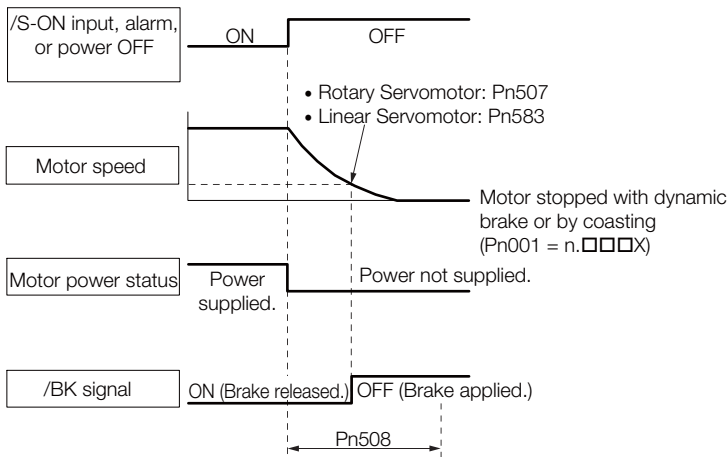 /S-ON input, alarm,
or power OFF
ON
OFF
• Rotary Servomotor: Pn507
• Linear Servomotor: Pn583
Motor speed
Motor stopped with dynamic
brake or by coasting
(Pn001 = n.□□□X)
Motor power status
Power
supplied.
Power not supplied.
/BK signal
ON (Brake released.)
OFF (Brake applied.)
Pn508